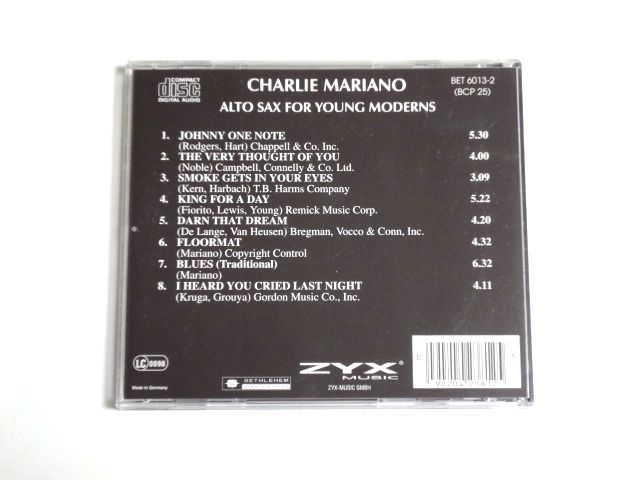 COMPACT
disc
DIGITAL AUDIO
CHARLIE MARIANO
ALTO SAX FOR YOUNG MODERNS
BET 6013-2
(BCP 25)
1. JOHNNY ONE NOTE 5.30
(Rodgers, Hart) Chappell & Co. Inc.
2. THE VERY THOUGHT OF YOU 4.00
(Noble) Campbell, Connelly & Co. Ltd.
3. SMOKE GETS IN YOUR EYES 3.09
(Kern, Harbach) T.B. Harms Company
4. KING FOR A DAY 5.22
(Fiorito, Lewis, Young) Remick Music Corp.
5. DARN THAT DREAM 4.20
(De Lange, Van Heusen) Bregman, Vocco & Conn, Inc.
6. FLOORMAT 4.32
(Mariano) Copyright Control
7. BLUES (Traditional) 6.32
(Mariano)
8. I HEARD YOU CRIED LAST NIGHT 4.11
(Kruga, Grouya) Gordon Music Co., Inc.
LC 0098
Made in Germany
BETHLEHEM
ZYX®
MUSIC
ZYX-MUSIC GMBH